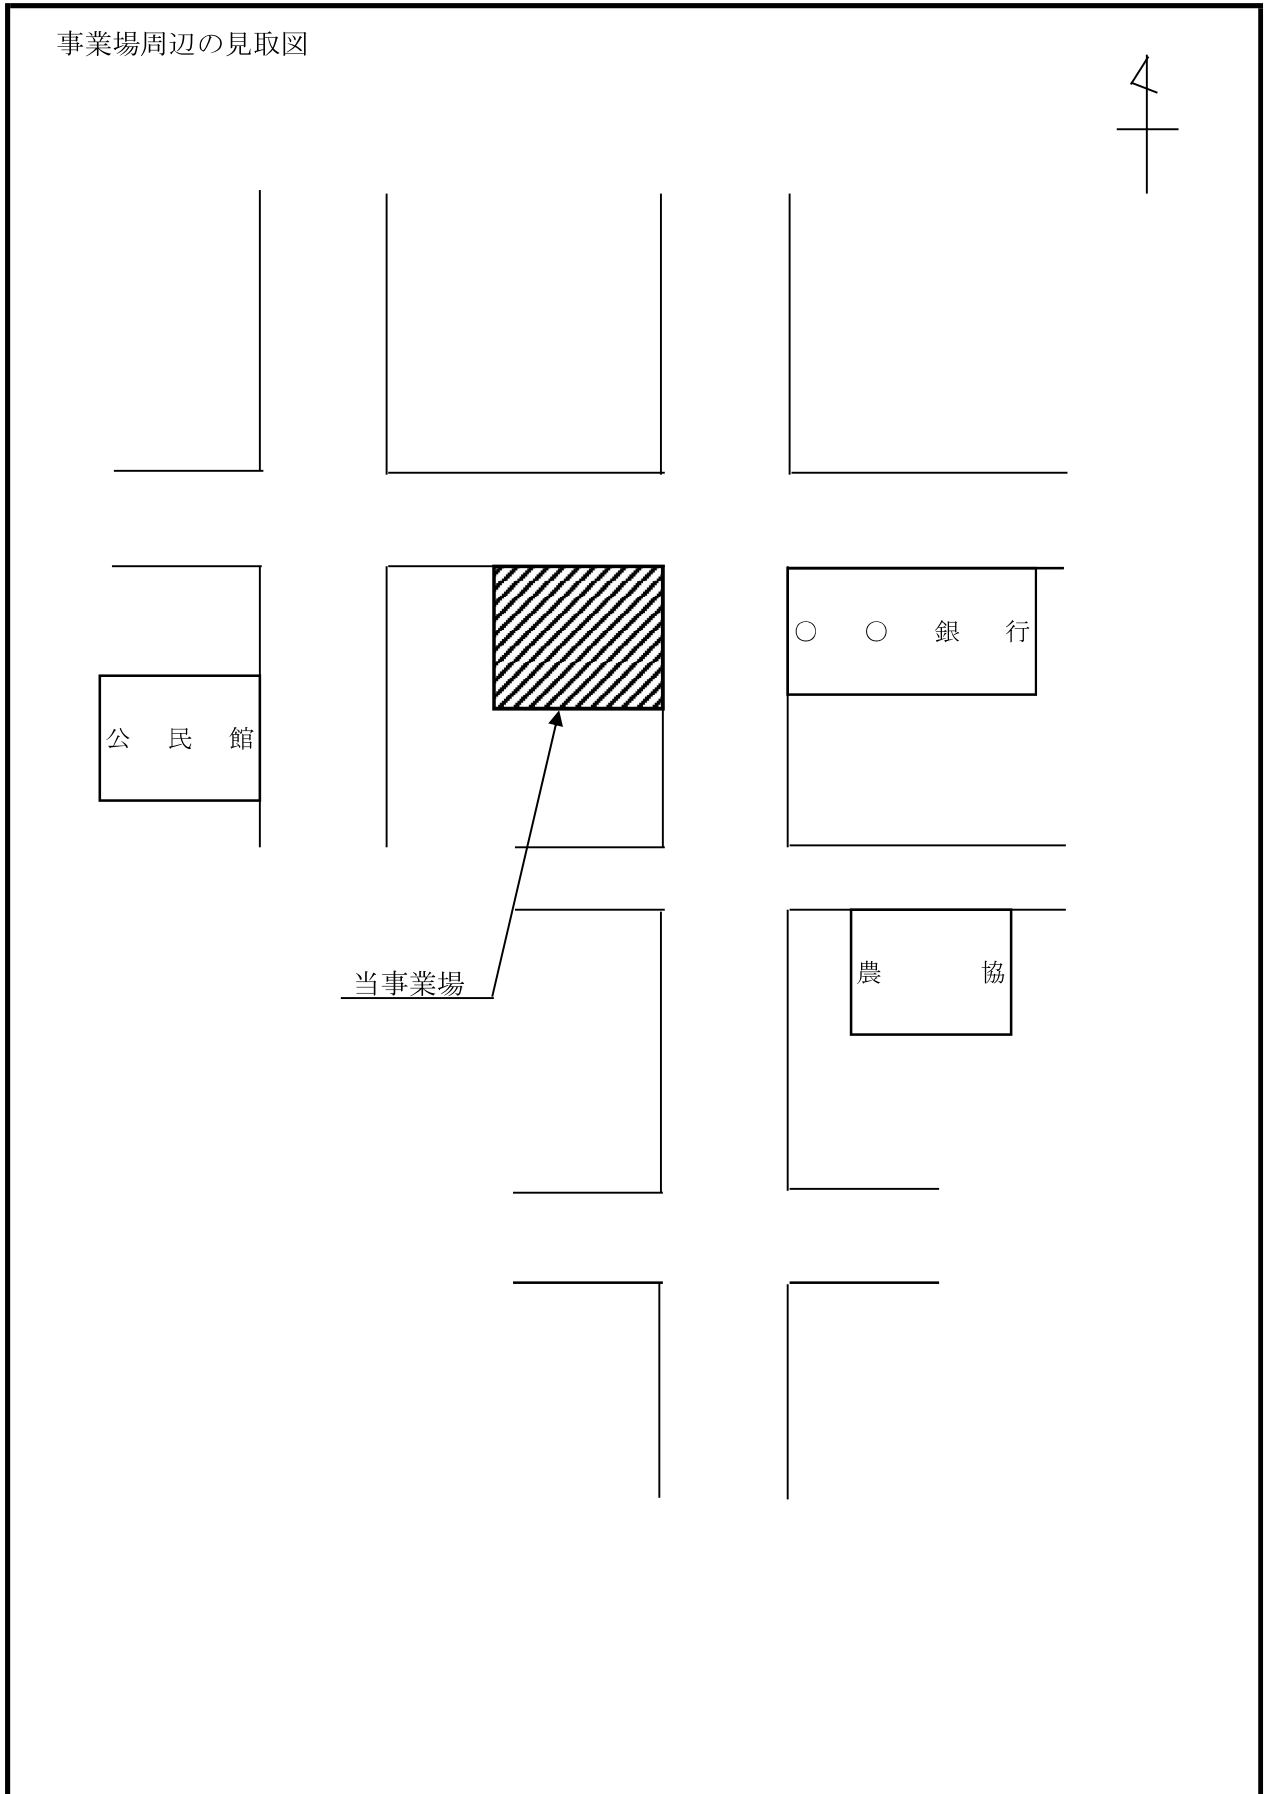 事業場周辺の見取図
○○銀行
公民館
農協
当事業場